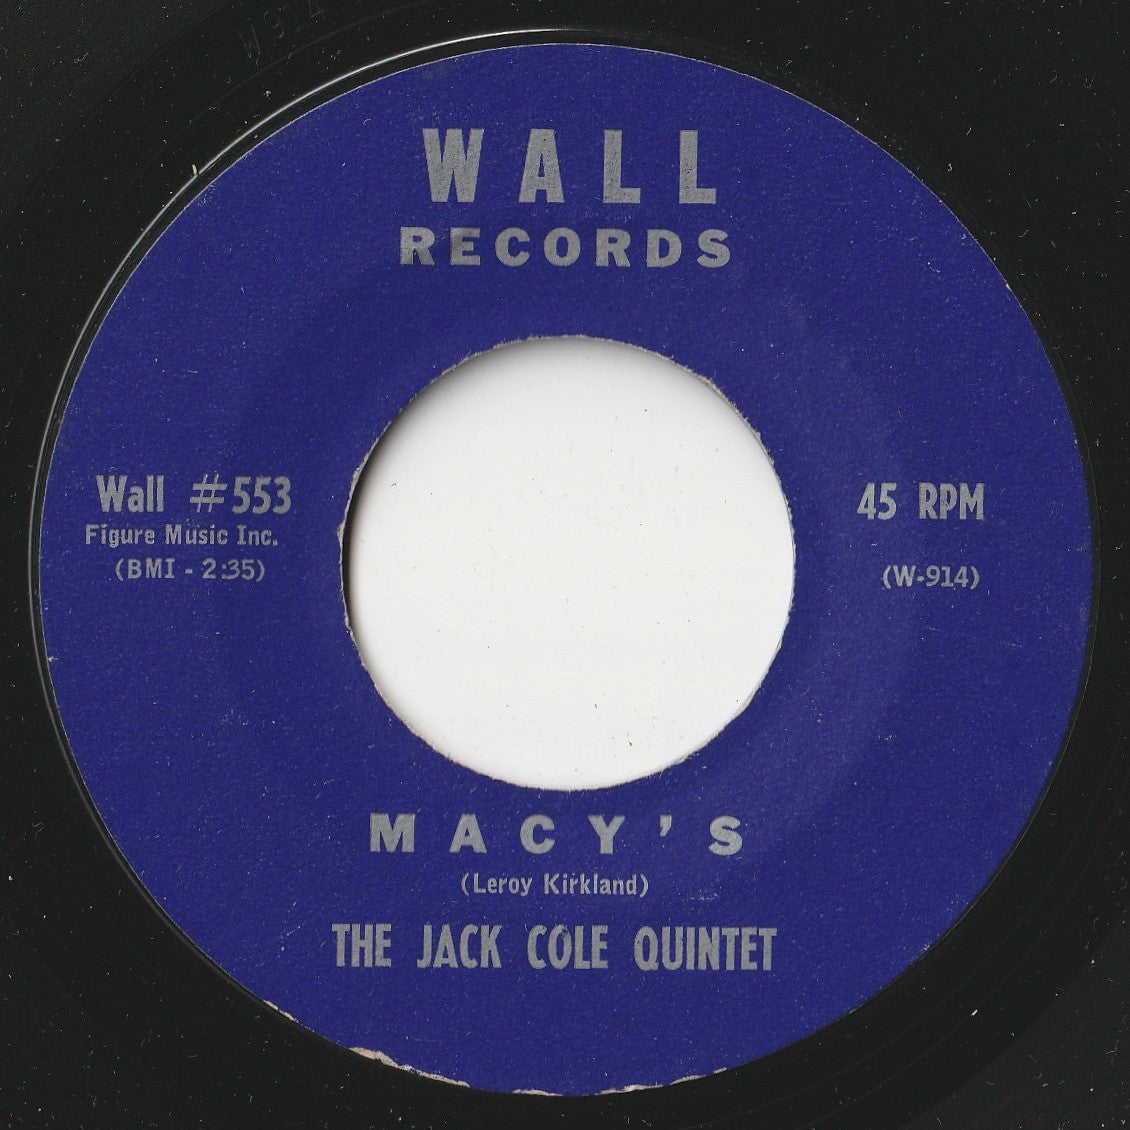 W 914
WALL
RECORDS
Wall #553
Figure Music Inc.
(BMI - 2:35)
45 RPM
(W-914)
MACY'S
(Leroy Kirkland)
THE JACK COLE QUINTET